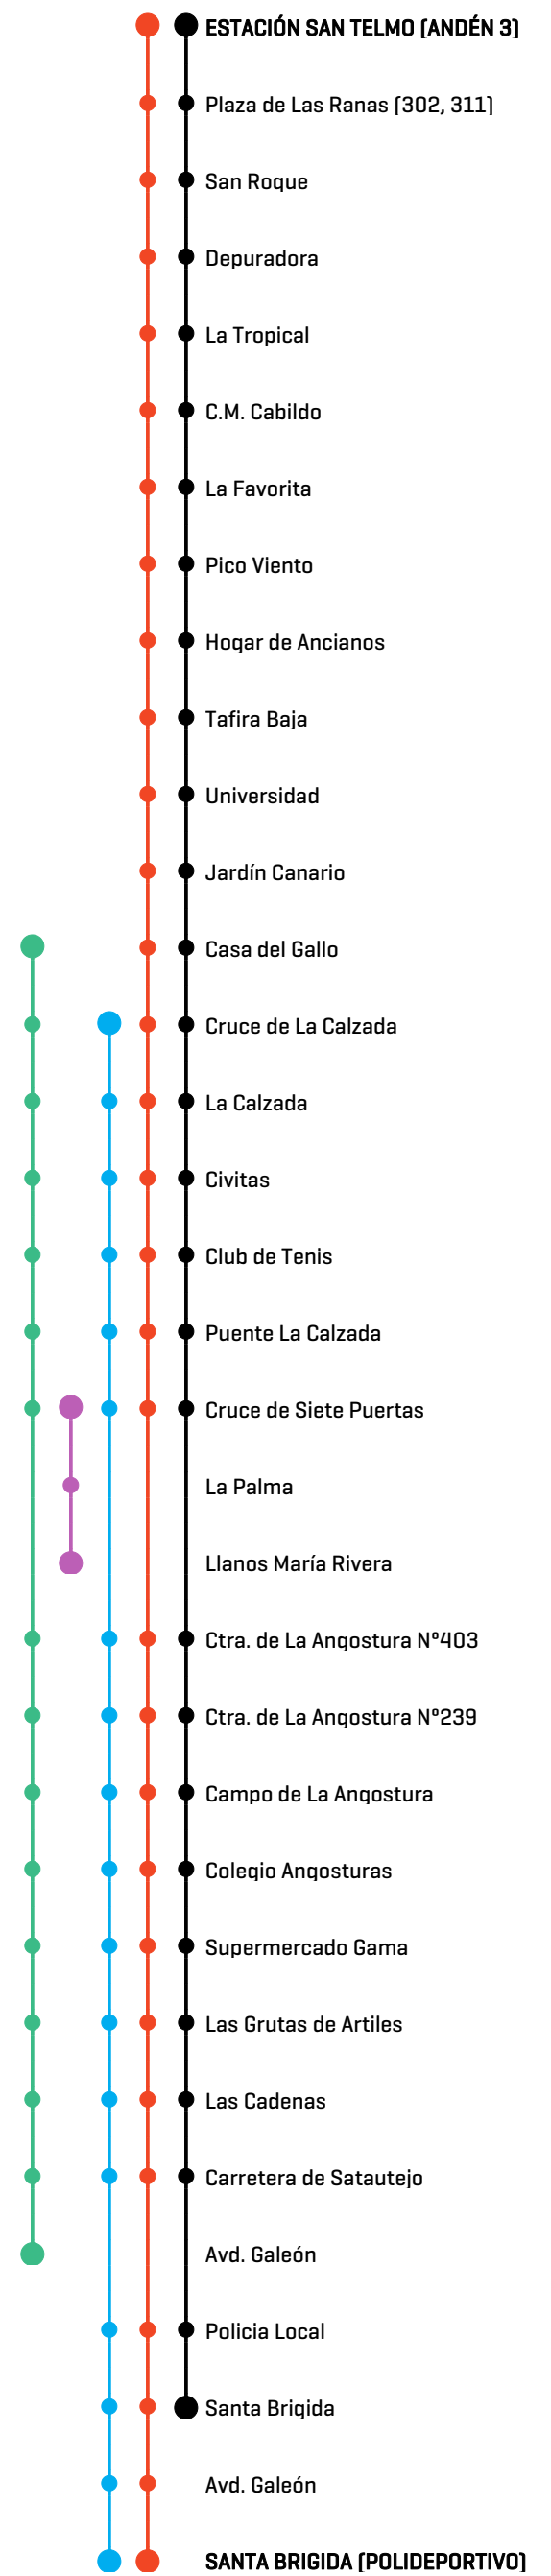 ESTACIÓN SAN TELMO (ANDÉN 3)
Plaza de Las Ranas (302, 311)
San Roque
Depuradora
La Tropical
C.M. Cabildo
La Favorita
Pico Viento
Hogar de Ancianos
Tafira Baja
Universidad
Jardín Canario
Casa del Gallo
Cruce de La Calzada
La Calzada
Civitas
Club de Tenis
Puente La Calzada
Cruce de Siete Puertas
La Palma
Llanos María Rivera
Ctra. de La Angostura Nº403
Ctra. de La Angostura Nº239
Campo de La Angostura
Colegio Angosturas
Supermercado Gama
Las Grutas de Artiles
Las Cadenas
Carretera de Satautejo
Avd. Galeón
Policia Local
Santa Brigida
Avd. Galeón
SANTA BRIGIDA (POLIDEPORTIVO)